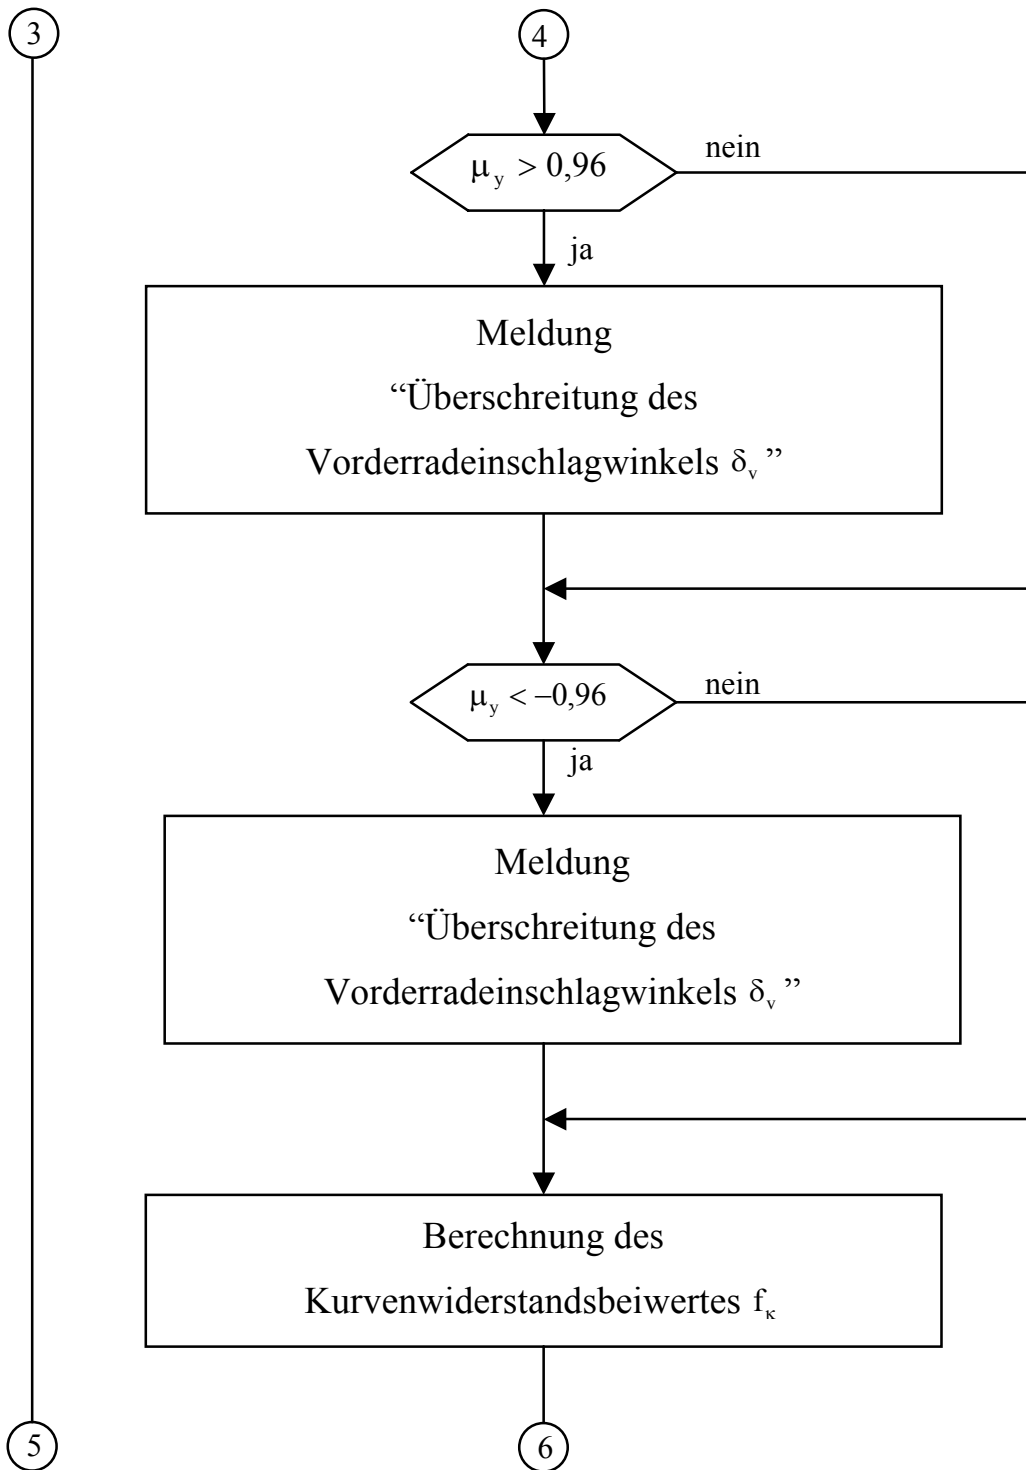 3
4
μy > 0,96
nein
ja
Meldung
“Überschreitung des
Vorderradeinschlagwinkels δv ”
μy < –0,96
nein
ja
Meldung
“Überschreitung des
Vorderradeinschlagwinkels δv ”
Berechnung des
Kurvenwiderstandsbeiwertes fκ
5
6